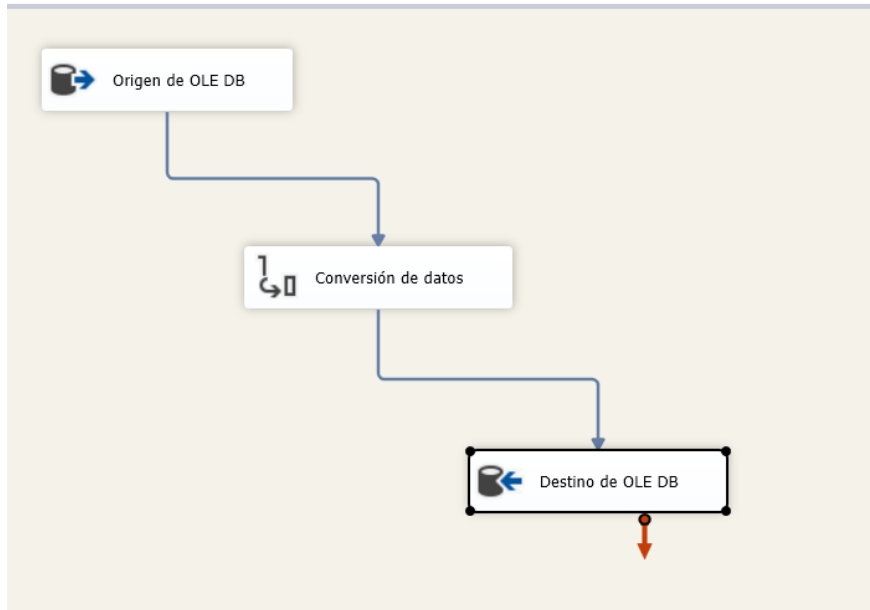 Origen de OLE DB
Conversión de datos
Destino de OLE DB